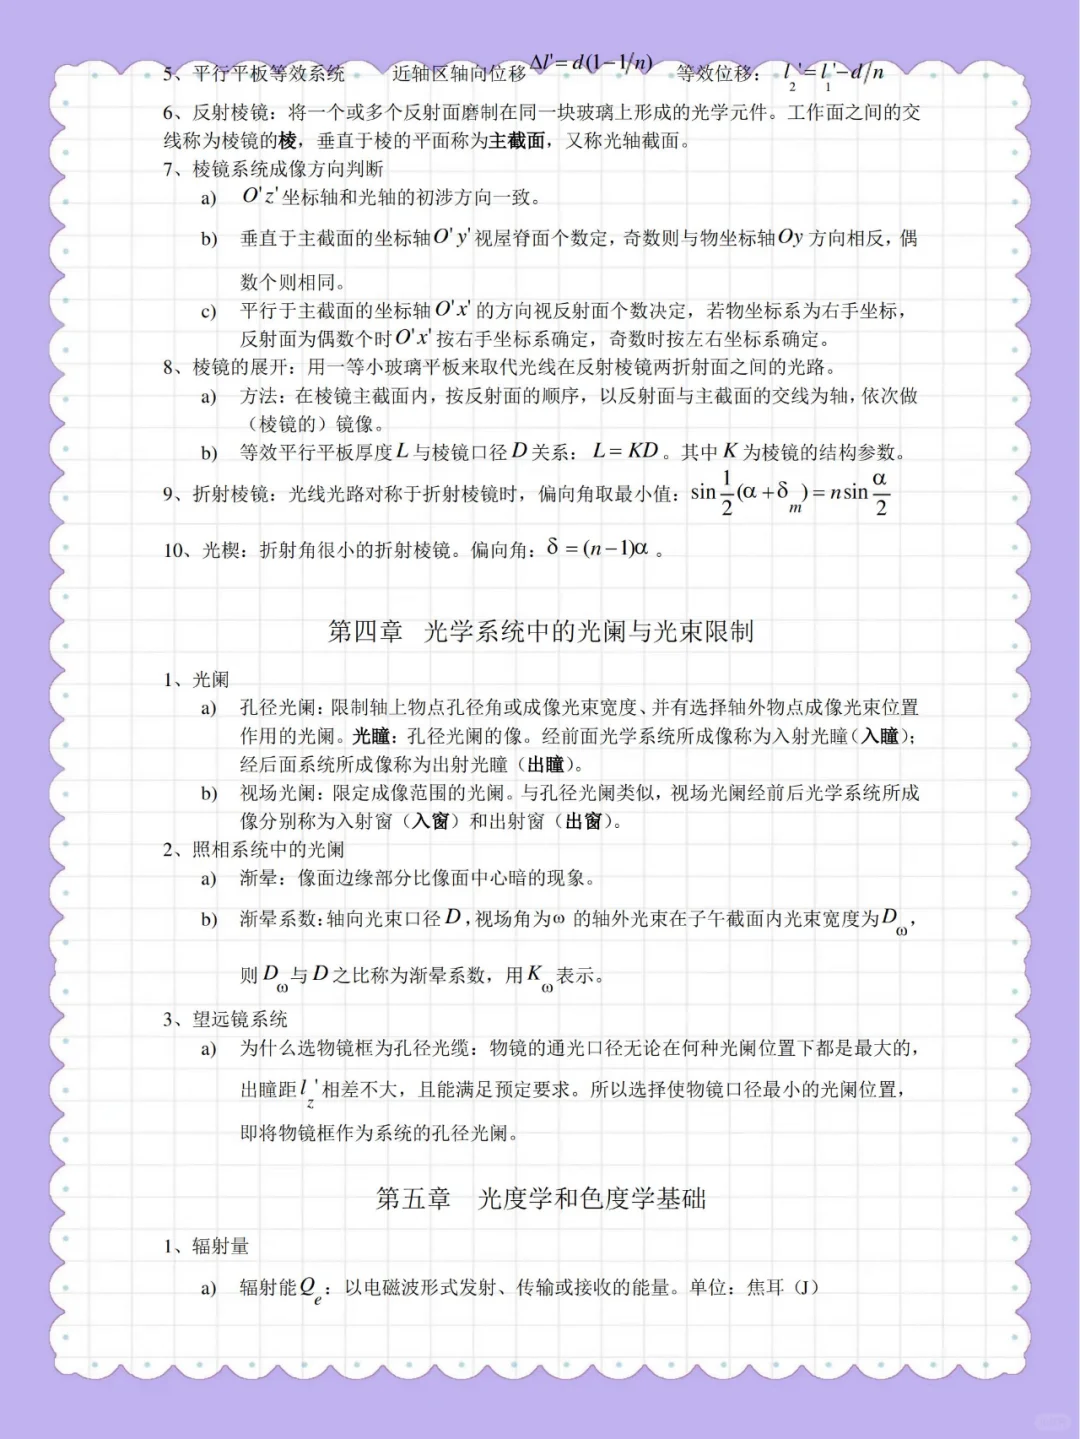 5、平行平板等效系统 近轴区轴向位移 Δl'=d(1−1/n) 等效位移：l₂'=l₁'−d/n
6、反射棱镜：将一个或多个反射面磨制在同一块玻璃上形成的光学元件。工作面之间的交
线称为棱镜的棱，垂直于棱的平面称为主截面，又称光轴截面。
7、棱镜系统成像方向判断
a) O'z'坐标轴和光轴的初涉方向一致。
b) 垂直于主截面的坐标轴O'y'视屋脊面个数定，奇数则与物坐标轴Oy方向相反，偶
数个则相同。
c) 平行于主截面的坐标轴O'x'的方向视反射面个数决定，若物坐标系为右手坐标，
反射面为偶数个时O'x'按右手坐标系确定，奇数时按左右坐标系确定。
8、棱镜的展开：用一等小玻璃平板来取代光线在反射棱镜两折射面之间的光路。
a) 方法：在棱镜主截面内，按反射面的顺序，以反射面与主截面的交线为轴，依次做
（棱镜的）镜像。
b) 等效平行平板厚度L与棱镜口径D关系：L=KD。其中K为棱镜的结构参数。
9、折射棱镜：光线光路对称于折射棱镜时，偏向角取最小值：sin 1/2(α+δₘ)=n sin α/2
10、光楔：折射角很小的折射棱镜。偏向角：δ=(n−1)α。
第四章 光学系统中的光阑与光束限制
1、光阑
a) 孔径光阑：限制轴上物点孔径角或成像光束宽度、并有选择轴外物点成像光束位置
作用的光阑。光瞳：孔径光阑的像。经前面光学系统所成像称为入射光瞳（入瞳）；
经后面系统所成像称为出射光瞳（出瞳）。
b) 视场光阑：限定成像范围的光阑。与孔径光阑类似，视场光阑经前后光学系统所成
像分别称为入射窗（入窗）和出射窗（出窗）。
2、照相系统中的光阑
a) 渐晕：像面边缘部分比像面中心暗的现象。
b) 渐晕系数：轴向光束口径D，视场角为ω的轴外光束在子午截面内光束宽度为D_ω，
则D_ω与D之比称为渐晕系数，用K_ω表示。
3、望远镜系统
a) 为什么选物镜框为孔径光缆：物镜的通光口径无论在何种光阑位置下都是最大的，
出瞳距l_z'相差不大，且能满足预定要求。所以选择使物镜口径最小的光阑位置，
即将物镜框作为系统的孔径光阑。
第五章 光度学和色度学基础
1、辐射量
a) 辐射能Qₑ：以电磁波形式发射、传输或接收的能量。单位：焦耳（J）